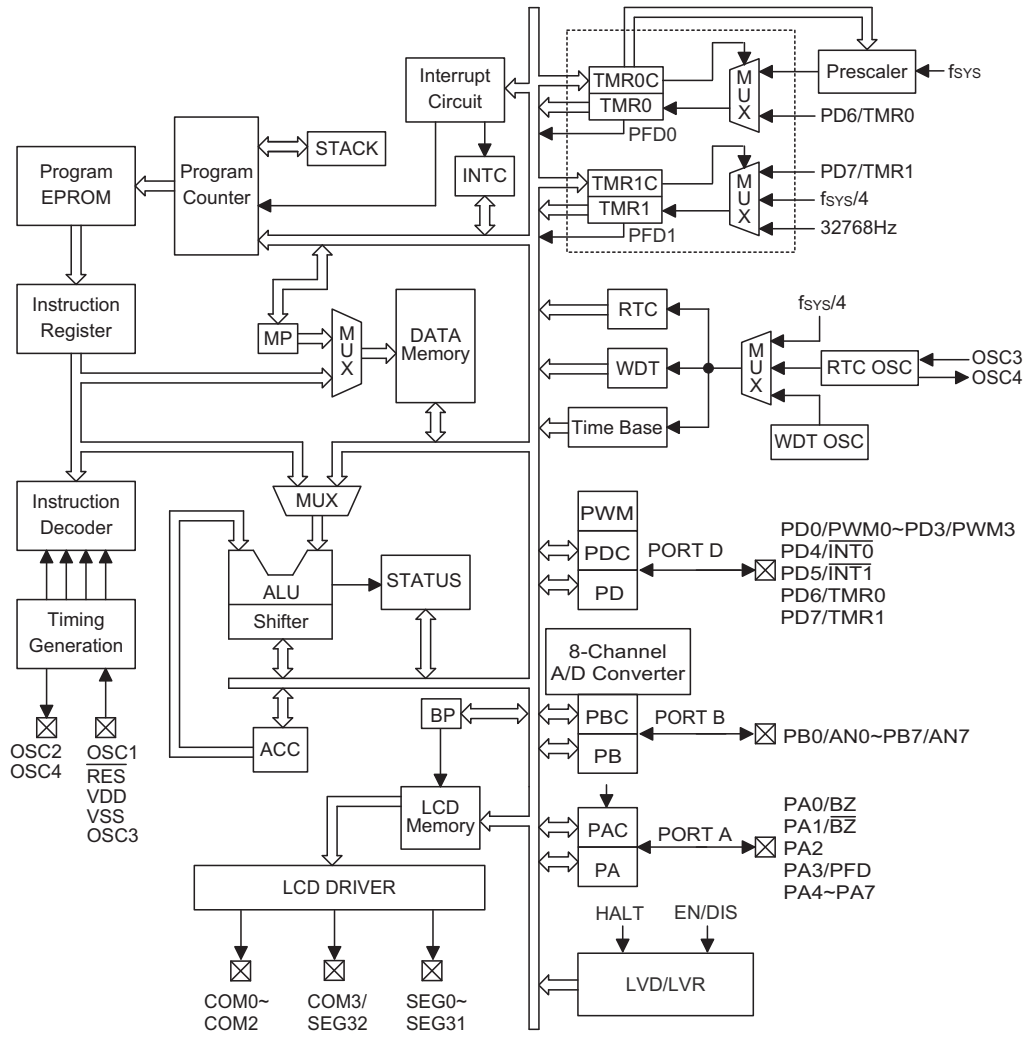 Interrupt
Circuit
TMR0C
TMR0
PFD0
MUX
Prescaler
fSYS
PD6/TMR0
STACK
Program
EPROM
Program
Counter
INTC
TMR1C
TMR1
PFD1
MUX
PD7/TMR1
fSYS/4
32768Hz
Instruction
Register
MP
MUX
DATA
Memory
RTC
WDT
Time Base
MUX
fSYS/4
RTC OSC
OSC3
OSC4
WDT OSC
Instruction
Decoder
MUX
ALU
Shifter
STATUS
PWM
PDC
PD
PORT D
PD0/PWM0~PD3/PWM3
PD4/I̅N̅T̅0̅
PD5/I̅N̅T̅1̅
PD6/TMR0
PD7/TMR1
Timing
Generation
8-Channel
A/D Converter
OSC2
OSC4
OSC1
R̅E̅S̅
VDD
VSS
OSC3
ACC
BP
PBC
PB
PORT B
PB0/AN0~PB7/AN7
LCD
Memory
PAC
PA
PORT A
PA0/BZ
PA1/B̅Z̅
PA2
PA3/PFD
PA4~PA7
LCD DRIVER
HALT
EN/DIS
LVD/LVR
COM0~
COM2
COM3/
SEG32
SEG0~
SEG31